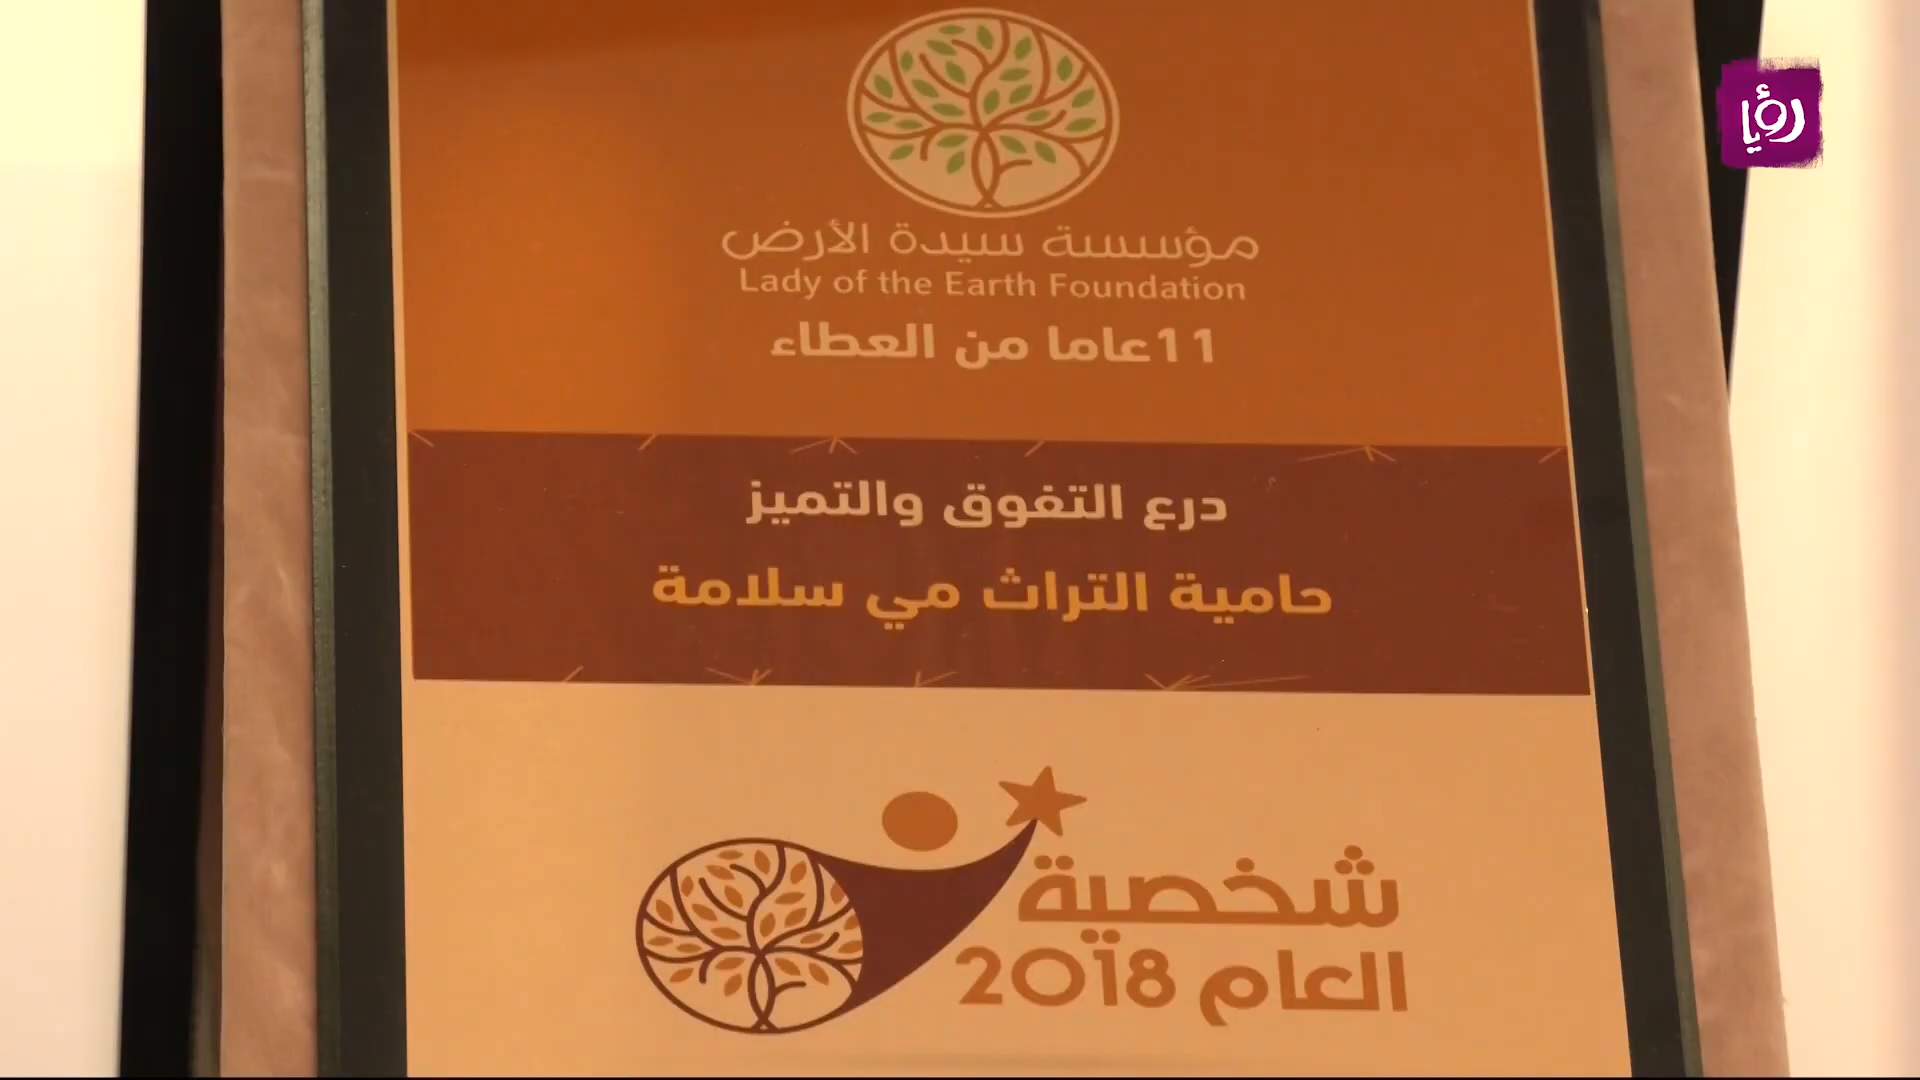 رؤيا
مؤسسة سيدة الأرض
Lady of the Earth Foundation
11عاما من العطاء
درع التفوق والتميز
حامية التراث مي سلامة
شخصية
العام 2018